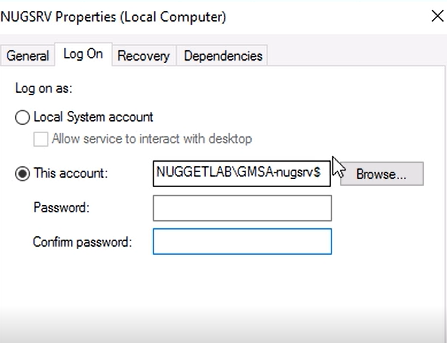 NUGSRV Properties (Local Computer)
General Log On Recovery Dependencies
Log on as:
Local System account
Allow service to interact with desktop
This account: NUGGETLAB\GMSA-nugsrv$ Browse...
Password:
Confirm password: